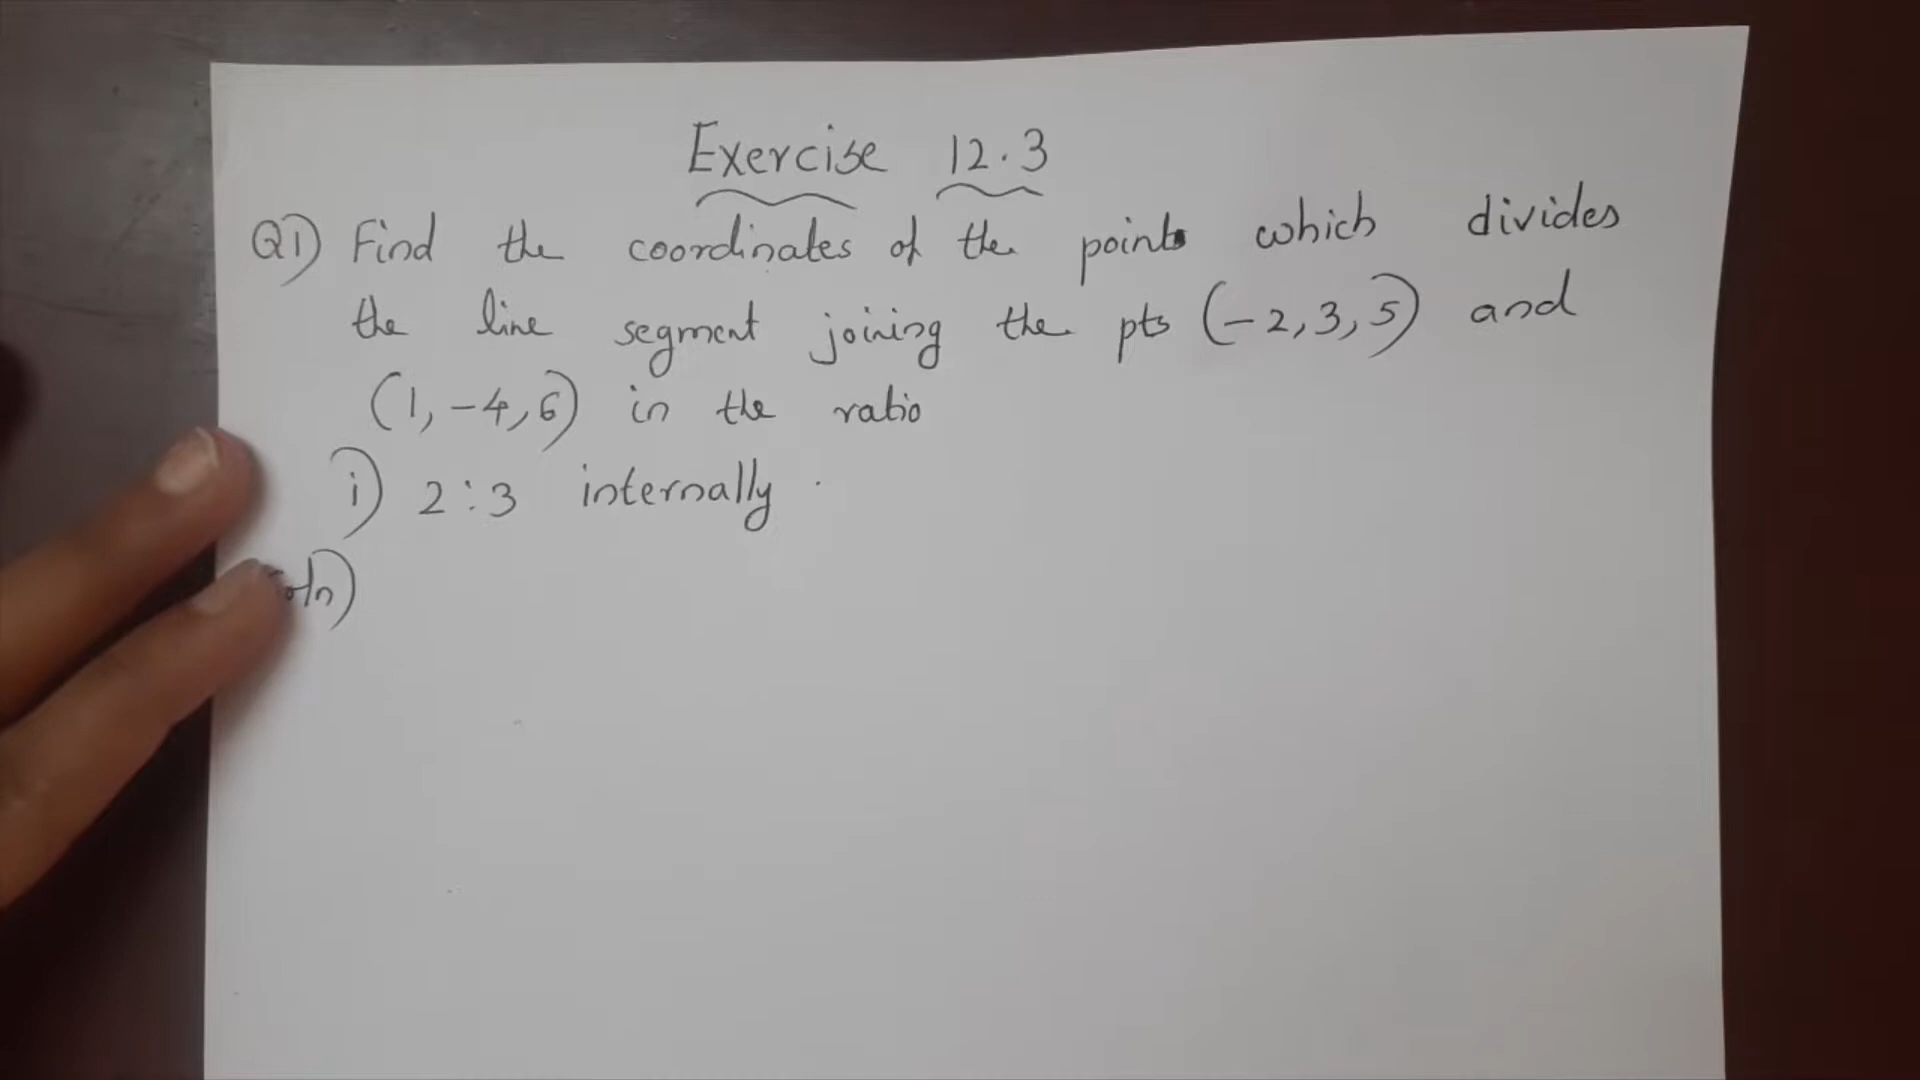 Exercise 12.3
Q1) Find the coordinates of the points which divides
the line segment joining the pts (-2,3,5) and
(1,-4,6) in the ratio
i) 2:3 internally.